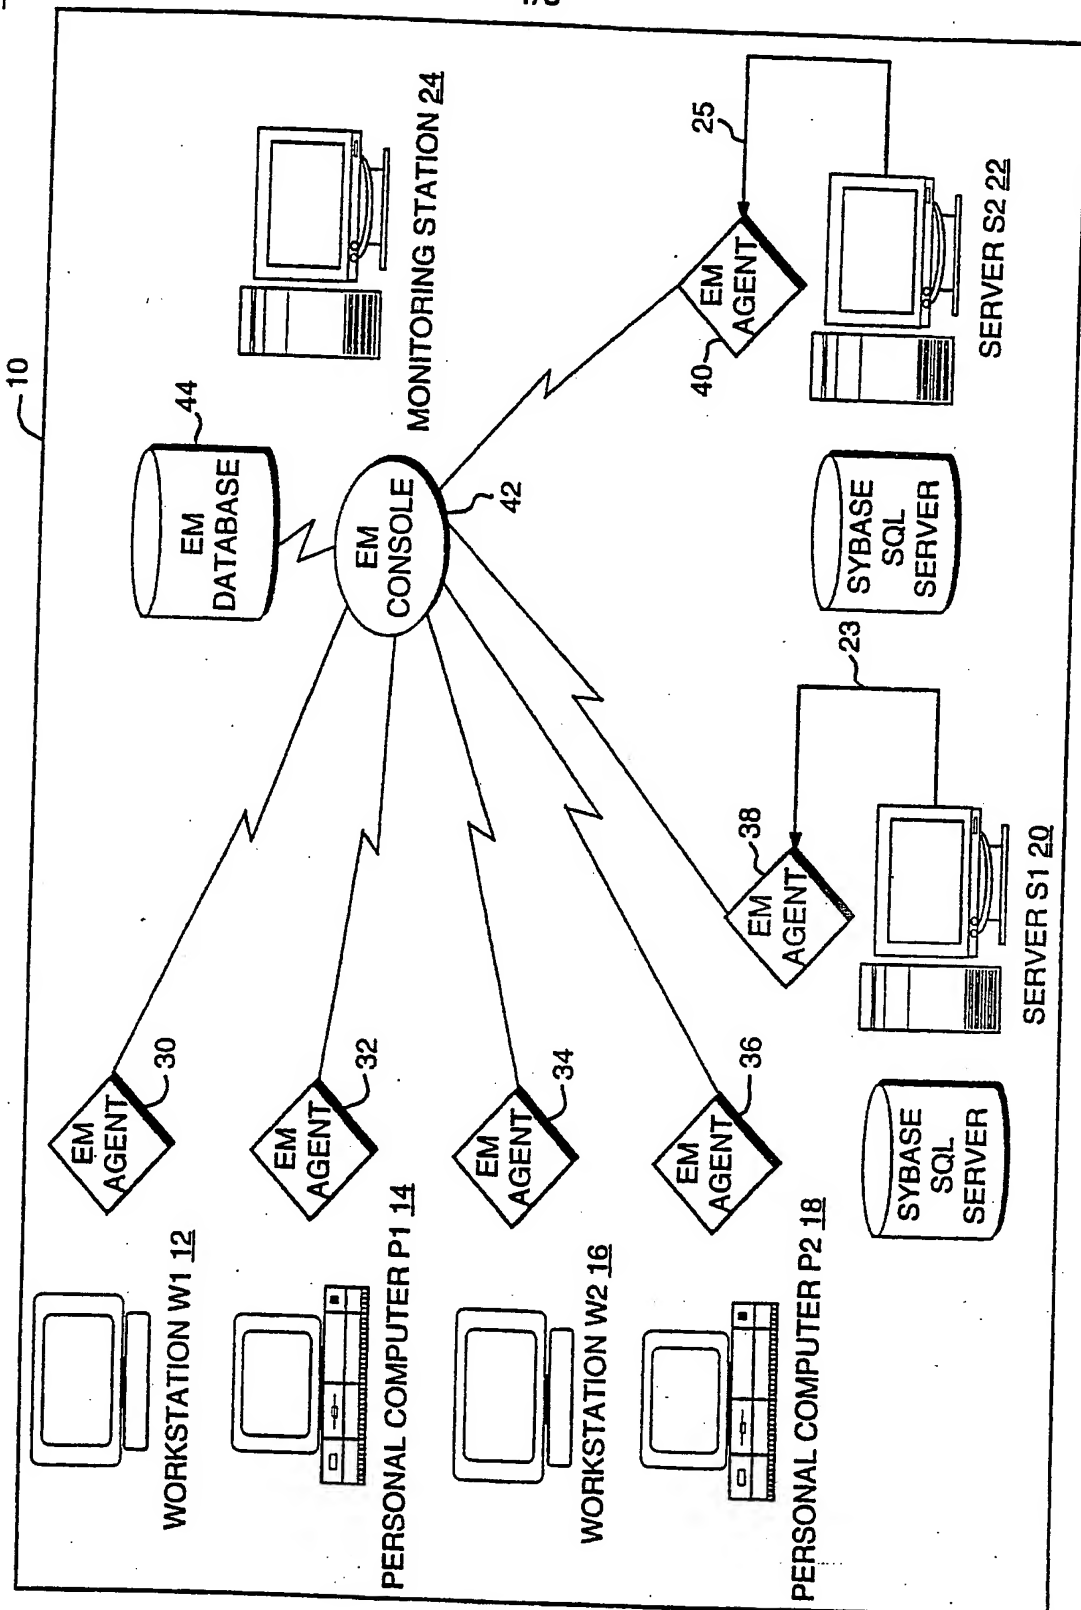 10
WORKSTATION W1 12
EM
AGENT
30
PERSONAL COMPUTER P1 14
EM
AGENT
32
WORKSTATION W2 16
EM
AGENT
34
PERSONAL COMPUTER P2 18
EM
AGENT
36
EM
DATABASE
44
EM
CONSOLE
42
MONITORING STATION 24
EM
AGENT
38
23
SYBASE
SQL
SERVER
SERVER S1 20
EM
AGENT
40
25
SYBASE
SQL
SERVER
SERVER S2 22